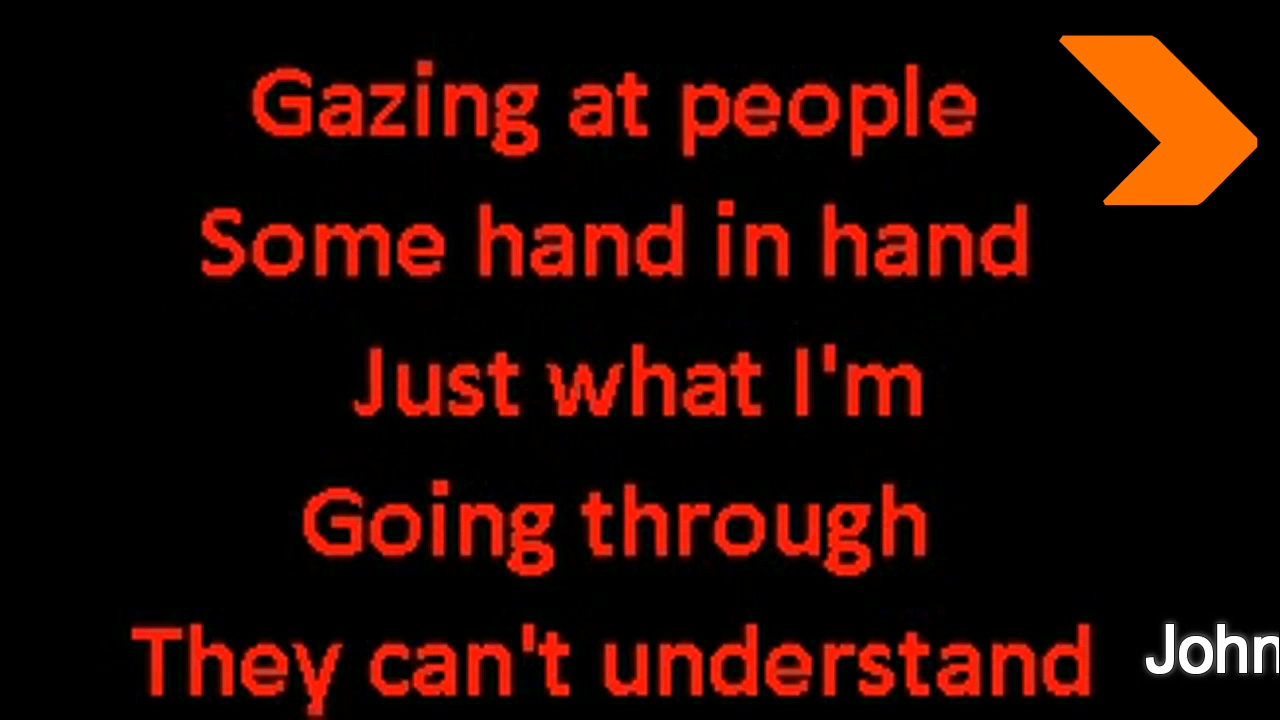 Gazing at people
Some hand in hand
Just what I'm
Going through
They can't understand
John